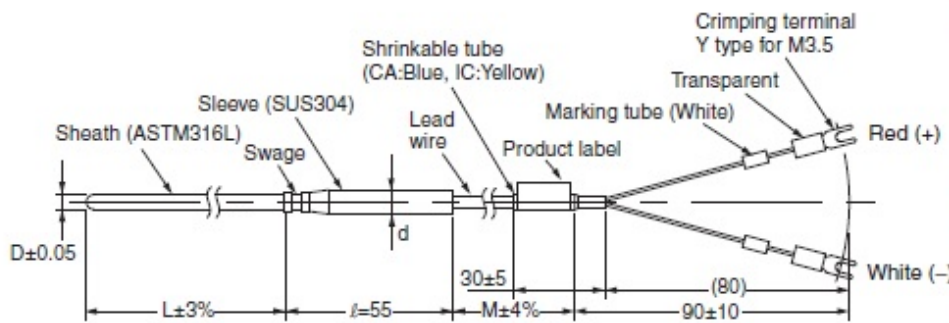 Crimping terminal
Y type for M3.5
Shrinkable tube
(CA:Blue, IC:Yellow)
Transparent
Sleeve (SUS304)
Marking tube (White)
Sheath (ASTM316L)
Lead
wire
Red (+)
Swage
Product label
D±0.05
d
30±5
(80)
White (–)
L±3%
ℓ=55
M±4%
90±10